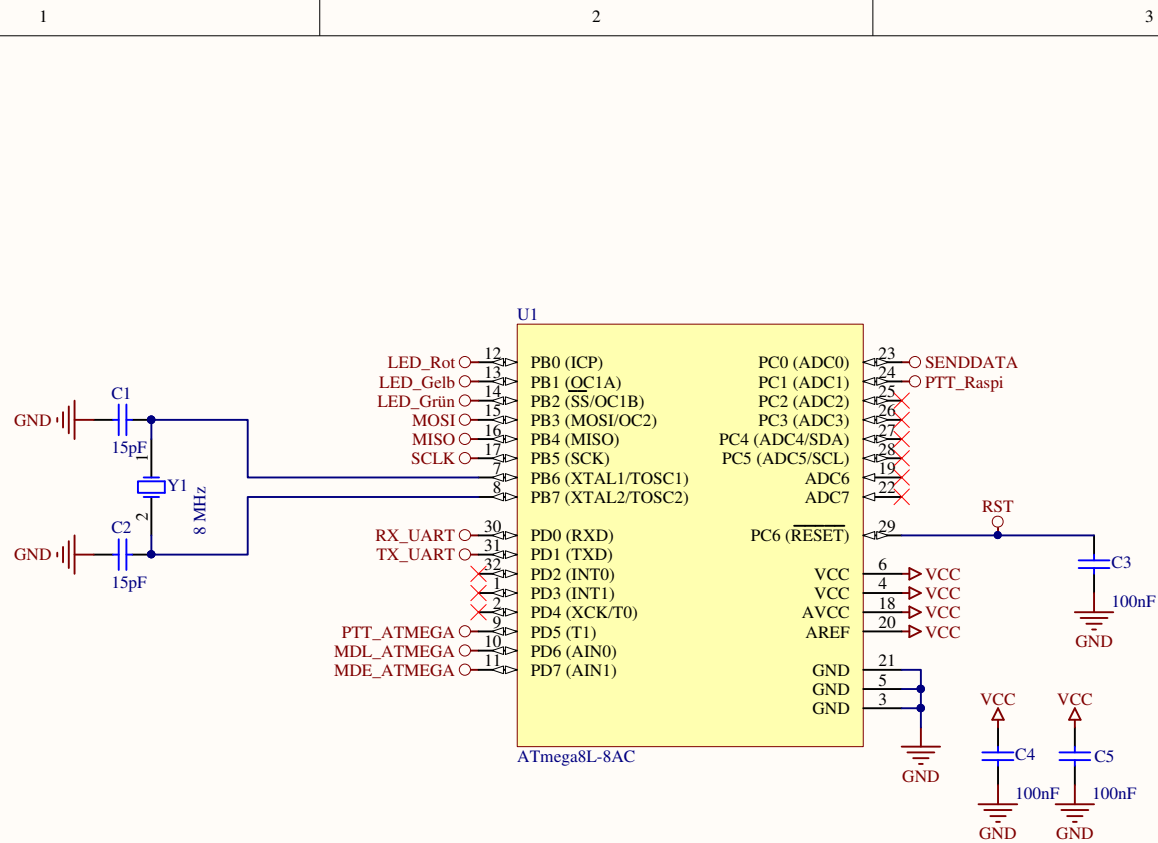 1 2 3
U1
LED_Rot 12 PB0 (ICP) PC0 (ADC0) 23 SENDDATA
LED_Gelb 13 PB1 (OC1A) PC1 (ADC1) 24 PTT_Raspi
LED_Grün 14 PB2 (SS/OC1B) PC2 (ADC2) 25
MOSI 15 PB3 (MOSI/OC2) PC3 (ADC3) 26
MISO 16 PB4 (MISO) PC4 (ADC4/SDA) 27
SCLK 17 PB5 (SCK) PC5 (ADC5/SCL) 28
7 PB6 (XTAL1/TOSC1) ADC6 19
8 PB7 (XTAL2/TOSC2) ADC7 22
RX_UART 30 PD0 (RXD) PC6 (RESET) 29
TX_UART 31 PD1 (TXD)
32 PD2 (INT0) VCC 6 VCC
1 PD3 (INT1) VCC 4 VCC
2 PD4 (XCK/T0) AVCC 18 VCC
PTT_ATMEGA 9 PD5 (T1) AREF 20 VCC
MDL_ATMEGA 10 PD6 (AIN0)
MDE_ATMEGA 11 PD7 (AIN1) GND 21
GND 5
GND 3
ATmega8L-8AC
GND
C1
GND
15pF
1
Y1
8 MHz
2
C2
GND
15pF
RST
C3
100nF
GND
VCC
C4
100nF
GND
VCC
C5
100nF
GND